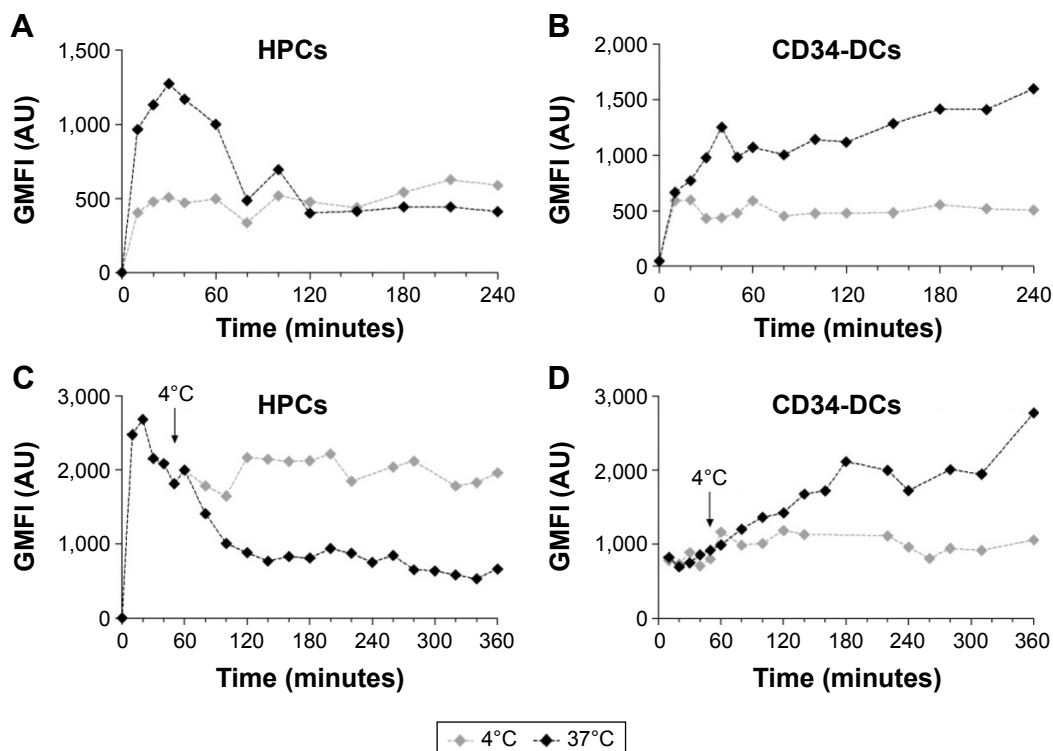 A
HPCs
GMFI (AU)
1,500
1,000
500
0
0 60 120 180 240
Time (minutes)
B
CD34-DCs
GMFI (AU)
2,000
1,500
1,000
500
0
0 60 120 180 240
Time (minutes)
C
HPCs
4°C
GMFI (AU)
3,000
2,000
1,000
0
0 60 120 180 240 300 360
Time (minutes)
D
CD34-DCs
4°C
GMFI (AU)
3,000
2,000
1,000
0
0 60 120 180 240 300 360
Time (minutes)
4°C 37°C